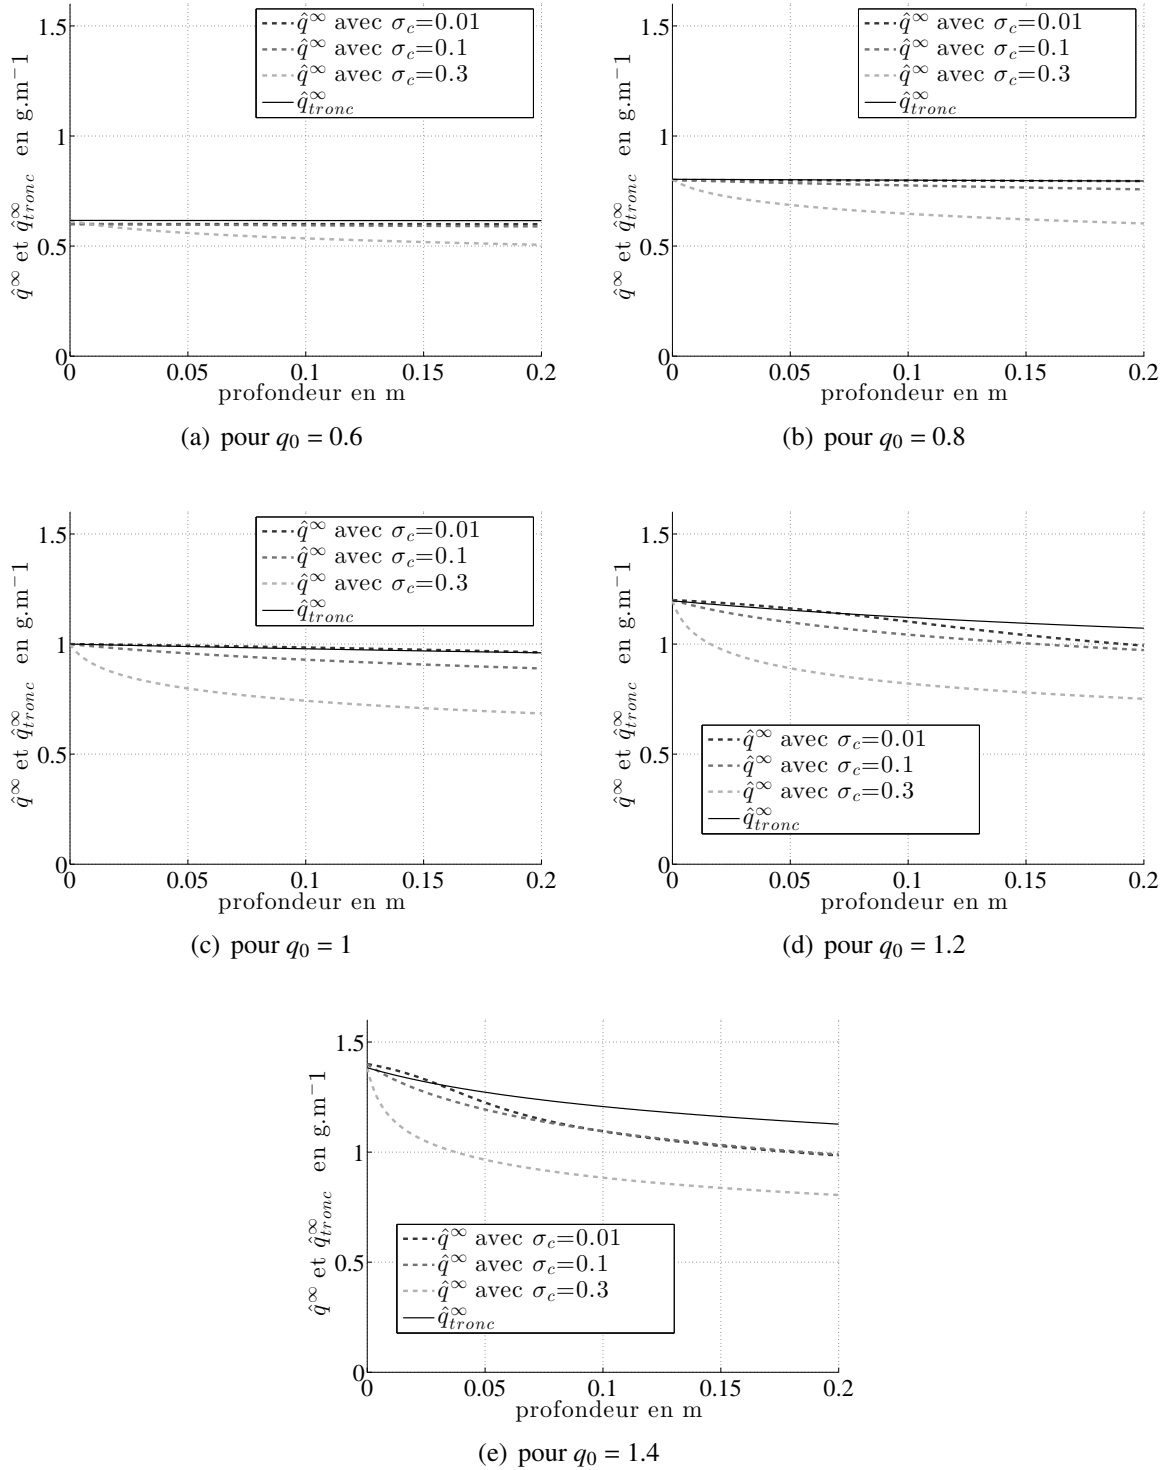 q̂^∞ et q̂^∞_tronc en g.m−1
1.5
1
0.5
0
q̂^∞ avec σ_c=0.01
q̂^∞ avec σ_c=0.1
q̂^∞ avec σ_c=0.3
q̂^∞_tronc
0 0.05 0.1 0.15 0.2
profondeur en m
(a) pour q_0 = 0.6
q̂^∞ et q̂^∞_tronc en g.m−1
1.5
1
0.5
0
q̂^∞ avec σ_c=0.01
q̂^∞ avec σ_c=0.1
q̂^∞ avec σ_c=0.3
q̂^∞_tronc
0 0.05 0.1 0.15 0.2
profondeur en m
(b) pour q_0 = 0.8
q̂^∞ et q̂^∞_tronc en g.m−1
1.5
1
0.5
0
q̂^∞ avec σ_c=0.01
q̂^∞ avec σ_c=0.1
q̂^∞ avec σ_c=0.3
q̂^∞_tronc
0 0.05 0.1 0.15 0.2
profondeur en m
(c) pour q_0 = 1
q̂^∞ et q̂^∞_tronc en g.m−1
1.5
1
0.5
0
q̂^∞ avec σ_c=0.01
q̂^∞ avec σ_c=0.1
q̂^∞ avec σ_c=0.3
q̂^∞_tronc
0 0.05 0.1 0.15 0.2
profondeur en m
(d) pour q_0 = 1.2
q̂^∞ et q̂^∞_tronc en g.m−1
1.5
1
0.5
0
q̂^∞ avec σ_c=0.01
q̂^∞ avec σ_c=0.1
q̂^∞ avec σ_c=0.3
q̂^∞_tronc
0 0.05 0.1 0.15 0.2
profondeur en m
(e) pour q_0 = 1.4